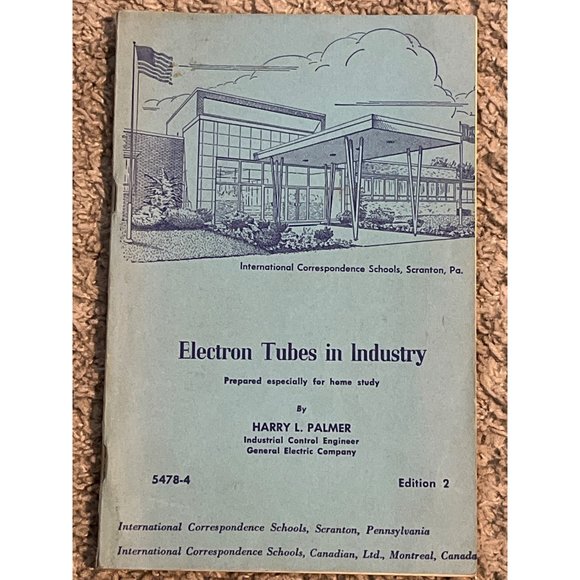 International Correspondence Schools, Scranton, Pa.
Electron Tubes in Industry
Prepared especially for home study
By
HARRY L. PALMER
Industrial Control Engineer
General Electric Company
5478-4 Edition 2
International Correspondence Schools, Scranton, Pennsylvania
International Correspondence Schools, Canadian, Ltd., Montreal, Canada